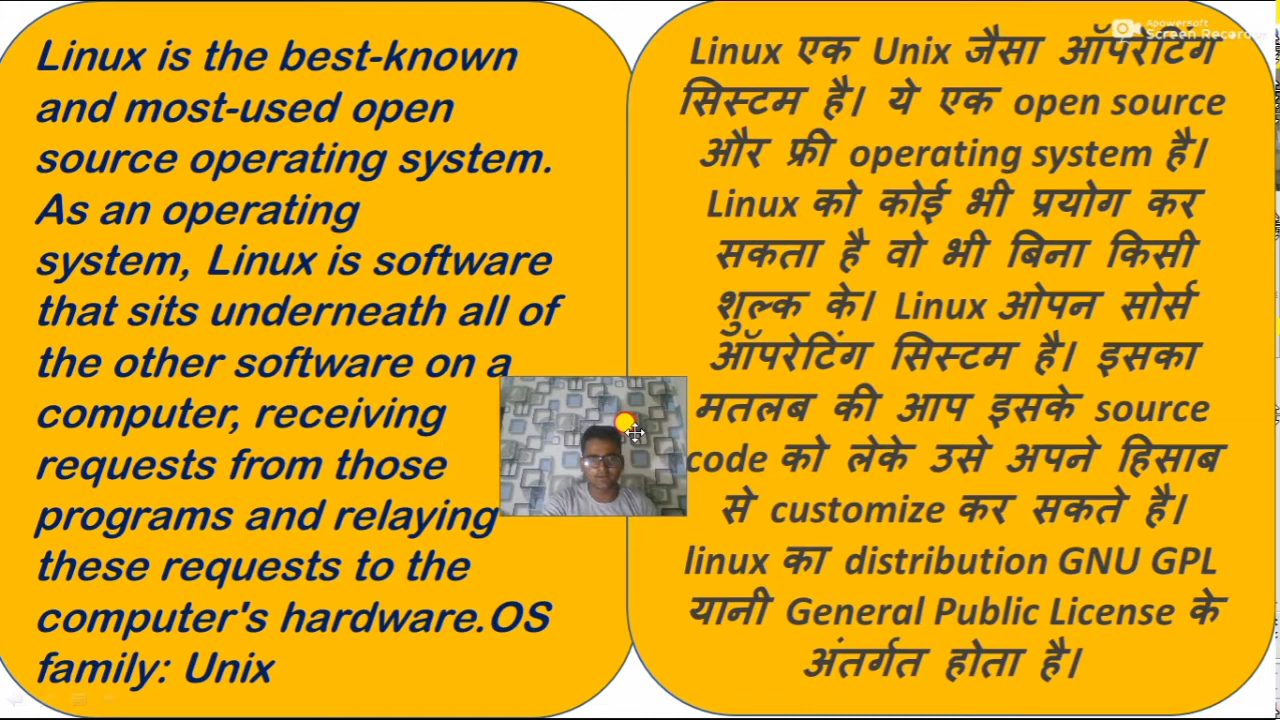 Linux is the best-known
and most-used open
source operating system.
As an operating
system, Linux is software
that sits underneath all of
the other software on a
computer, receiving
requests from those
programs and relaying
these requests to the
computer's hardware.OS
family: Unix
Apowersoft
Screen Recorder
Linux एक Unix जैसा ऑपरेटिंग
सिस्टम है। ये एक open source
और फ्री operating system है।
Linux को कोई भी प्रयोग कर
सकता है वो भी बिना किसी
शुल्क के। Linux ओपन सोर्स
ऑपरेटिंग सिस्टम है। इसका
मतलब की आप इसके source
code को लेके उसे अपने हिसाब
से customize कर सकते है।
linux का distribution GNU GPL
यानी General Public License के
अंतर्गत होता है।